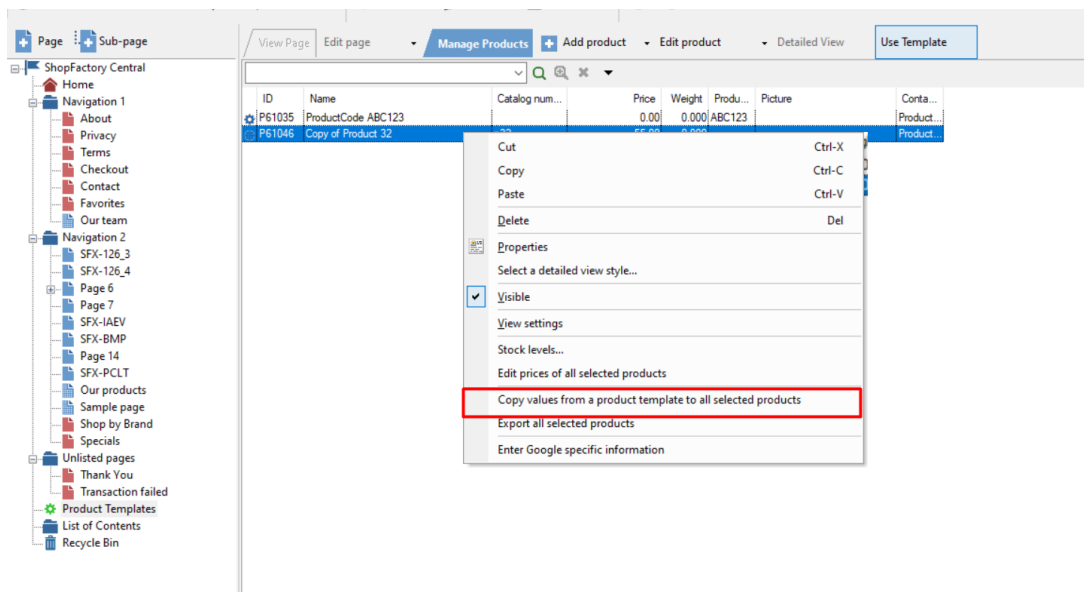 Page Sub-page
View Page Edit page Manage Products Add product Edit product Detailed View Use Template
ShopFactory Central
Home
Navigation 1
About
Privacy
Terms
Checkout
Contact
Favorites
Our team
Navigation 2
SFX-126_3
SFX-126_4
Page 6
Page 7
SFX-IAEV
SFX-BMP
Page 14
SFX-PCLT
Our products
Sample page
Shop by Brand
Specials
Unlisted pages
Thank You
Transaction failed
Product Templates
List of Contents
Recycle Bin
ID Name Catalog num... Price Weight Produ... Picture Conta...
P61035 ProductCode ABC123 0.00 0.000 ABC123 Product...
P61046 Copy of Product 32 32 55.00 0.000 Product...
Cut Ctrl-X
Copy Ctrl-C
Paste Ctrl-V
Delete Del
Properties
Select a detailed view style...
Visible
View settings
Stock levels...
Edit prices of all selected products
Copy values from a product template to all selected products
Export all selected products
Enter Google specific information